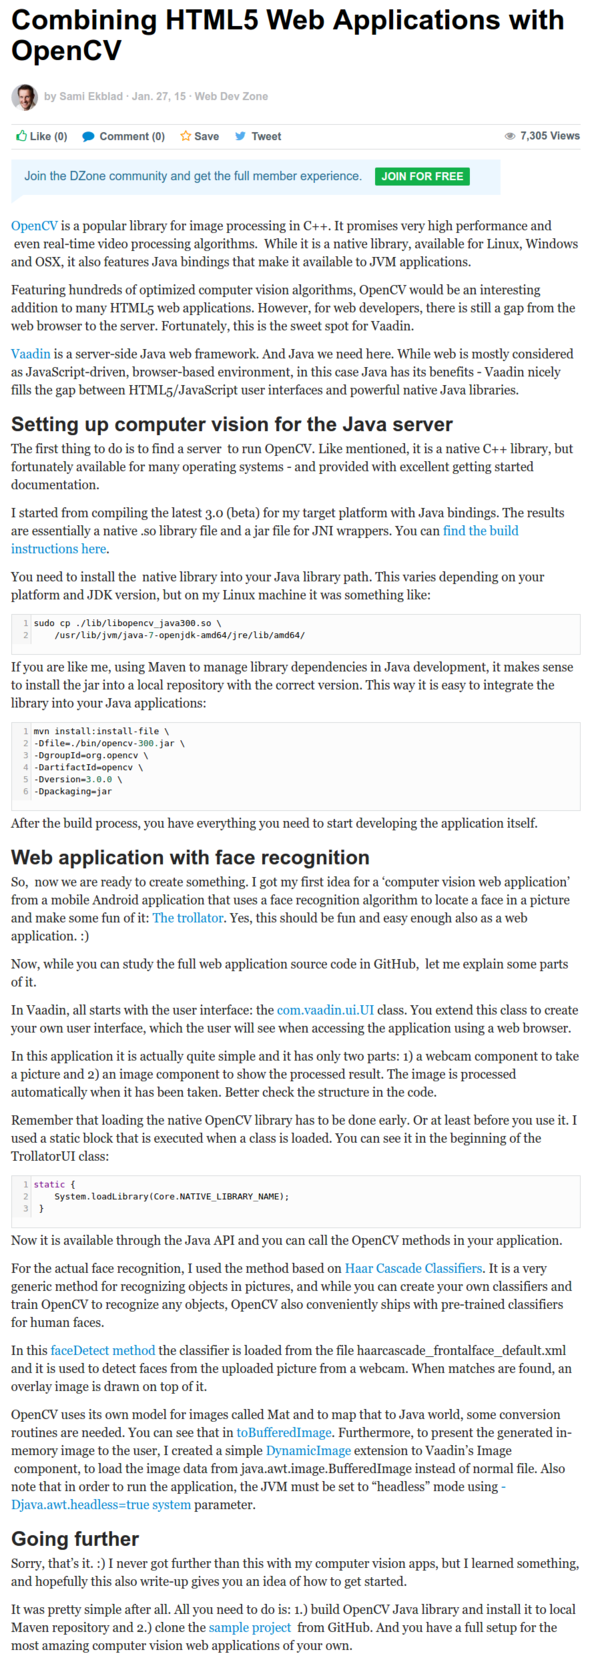 Combining HTML5 Web Applications with
OpenCV
by Sami Ekblad · Jan. 27, 15 · Web Dev Zone
Like (0) Comment (0) Save Tweet 7,305 Views
Join the DZone community and get the full member experience. JOIN FOR FREE
OpenCV is a popular library for image processing in C++. It promises very high performance and
even real-time video processing algorithms. While it is a native library, available for Linux, Windows
and OSX, it also features Java bindings that make it available to JVM applications.
Featuring hundreds of optimized computer vision algorithms, OpenCV would be an interesting
addition to many HTML5 web applications. However, for web developers, there is still a gap from the
web browser to the server. Fortunately, this is the sweet spot for Vaadin.
Vaadin is a server-side Java web framework. And Java we need here. While web is mostly considered
as JavaScript-driven, browser-based environment, in this case Java has its benefits - Vaadin nicely
fills the gap between HTML5/JavaScript user interfaces and powerful native Java libraries.
Setting up computer vision for the Java server
The first thing to do is to find a server to run OpenCV. Like mentioned, it is a native C++ library, but
fortunately available for many operating systems - and provided with excellent getting started
documentation.
I started from compiling the latest 3.0 (beta) for my target platform with Java bindings. The results
are essentially a native .so library file and a jar file for JNI wrappers. You can find the build
instructions here.
You need to install the native library into your Java library path. This varies depending on your
platform and JDK version, but on my Linux machine it was something like:
1 sudo cp ./lib/libopencv_java300.so \
2 /usr/lib/jvm/java-7-openjdk-amd64/jre/lib/amd64/
If you are like me, using Maven to manage library dependencies in Java development, it makes sense
to install the jar into a local repository with the correct version. This way it is easy to integrate the
library into your Java applications:
1 mvn install:install-file \
2 -Dfile=./bin/opencv-300.jar \
3 -DgroupId=org.opencv \
4 -DartifactId=opencv \
5 -Dversion=3.0.0 \
6 -Dpackaging=jar
After the build process, you have everything you need to start developing the application itself.
Web application with face recognition
So, now we are ready to create something. I got my first idea for a ‘computer vision web application’
from a mobile Android application that uses a face recognition algorithm to locate a face in a picture
and make some fun of it: The trollator. Yes, this should be fun and easy enough also as a web
application. :)
Now, while you can study the full web application source code in GitHub, let me explain some parts
of it.
In Vaadin, all starts with the user interface: the com.vaadin.ui.UI class. You extend this class to create
your own user interface, which the user will see when accessing the application using a web browser.
In this application it is actually quite simple and it has only two parts: 1) a webcam component to take
a picture and 2) an image component to show the processed result. The image is processed
automatically when it has been taken. Better check the structure in the code.
Remember that loading the native OpenCV library has to be done early. Or at least before you use it. I
used a static block that is executed when a class is loaded. You can see it in the beginning of the
TrollatorUI class:
1 static {
2 System.loadLibrary(Core.NATIVE_LIBRARY_NAME);
3 }
Now it is available through the Java API and you can call the OpenCV methods in your application.
For the actual face recognition, I used the method based on Haar Cascade Classifiers. It is a very
generic method for recognizing objects in pictures, and while you can create your own classifiers and
train OpenCV to recognize any objects, OpenCV also conveniently ships with pre-trained classifiers
for human faces.
In this faceDetect method the classifier is loaded from the file haarcascade_frontalface_default.xml
and it is used to detect faces from the uploaded picture from a webcam. When matches are found, an
overlay image is drawn on top of it.
OpenCV uses its own model for images called Mat and to map that to Java world, some conversion
routines are needed. You can see that in toBufferedImage. Furthermore, to present the generated in-
memory image to the user, I created a simple DynamicImage extension to Vaadin’s Image
component, to load the image data from java.awt.image.BufferedImage instead of normal file. Also
note that in order to run the application, the JVM must be set to “headless” mode using -
Djava.awt.headless=true system parameter.
Going further
Sorry, that’s it. :) I never got further than this with my computer vision apps, but I learned something,
and hopefully this also write-up gives you an idea of how to get started.
It was pretty simple after all. All you need to do is: 1.) build OpenCV Java library and install it to local
Maven repository and 2.) clone the sample project from GitHub. And you have a full setup for the
most amazing computer vision web applications of your own.